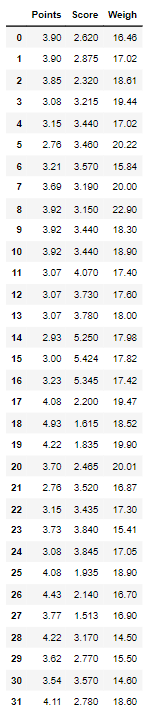 Points Score Weigh
0 3.90 2.620 16.46
1 3.90 2.875 17.02
2 3.85 2.320 18.61
3 3.08 3.215 19.44
4 3.15 3.440 17.02
5 2.76 3.460 20.22
6 3.21 3.570 15.84
7 3.69 3.190 20.00
8 3.92 3.150 22.90
9 3.92 3.440 18.30
10 3.92 3.440 18.90
11 3.07 4.070 17.40
12 3.07 3.730 17.60
13 3.07 3.780 18.00
14 2.93 5.250 17.98
15 3.00 5.424 17.82
16 3.23 5.345 17.42
17 4.08 2.200 19.47
18 4.93 1.615 18.52
19 4.22 1.835 19.90
20 3.70 2.465 20.01
21 2.76 3.520 16.87
22 3.15 3.435 17.30
23 3.73 3.840 15.41
24 3.08 3.845 17.05
25 4.08 1.935 18.90
26 4.43 2.140 16.70
27 3.77 1.513 16.90
28 4.22 3.170 14.50
29 3.62 2.770 15.50
30 3.54 3.570 14.60
31 4.11 2.780 18.60